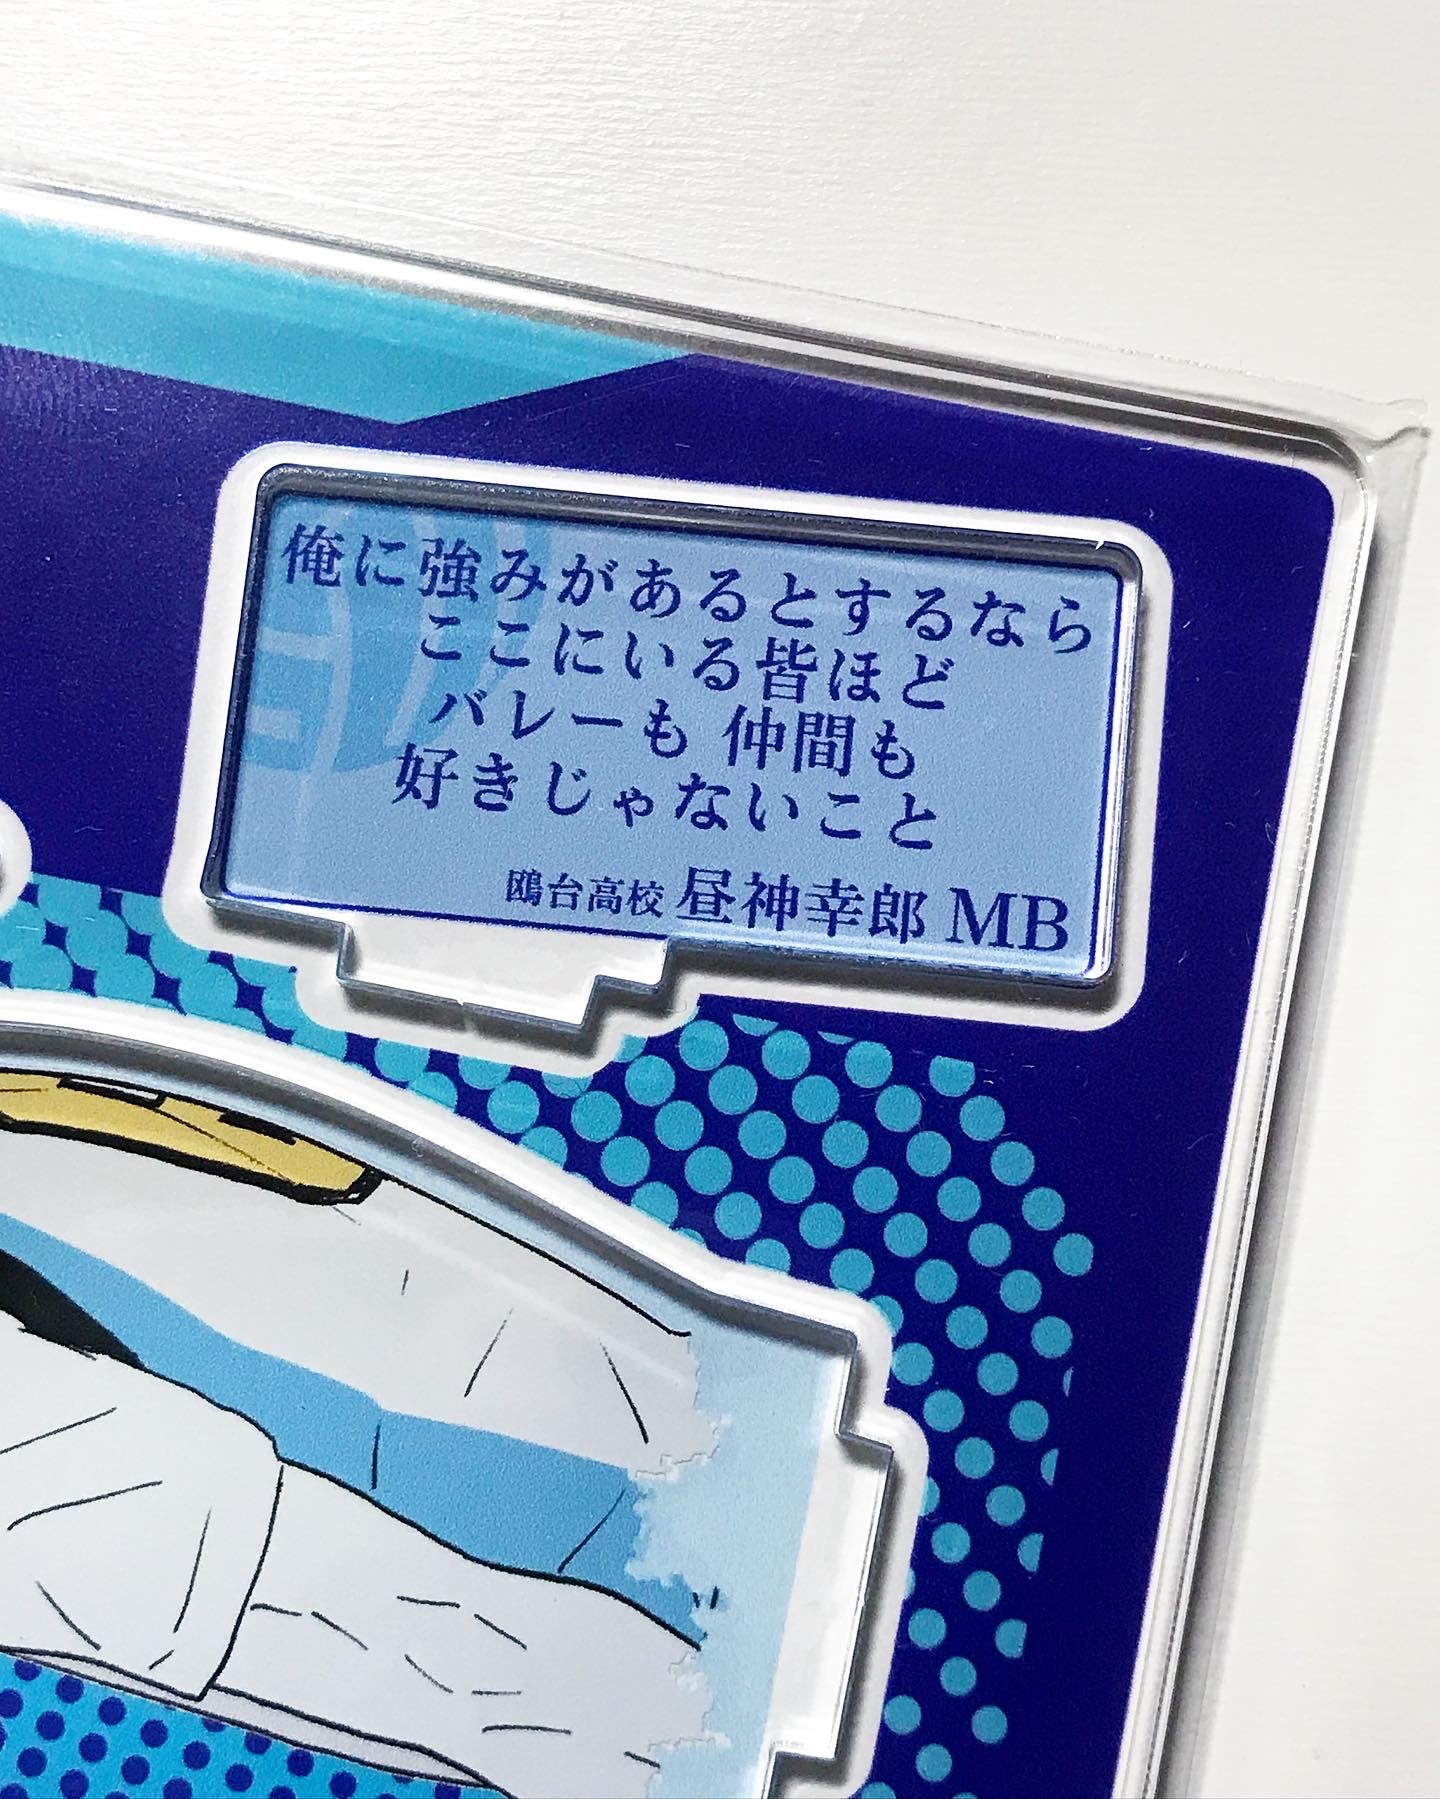 俺に強みがあるとするなら
ここにいる皆ほど
バレーも 仲間も
好きじゃないこと
鴎台高校 昼神幸郎 MB